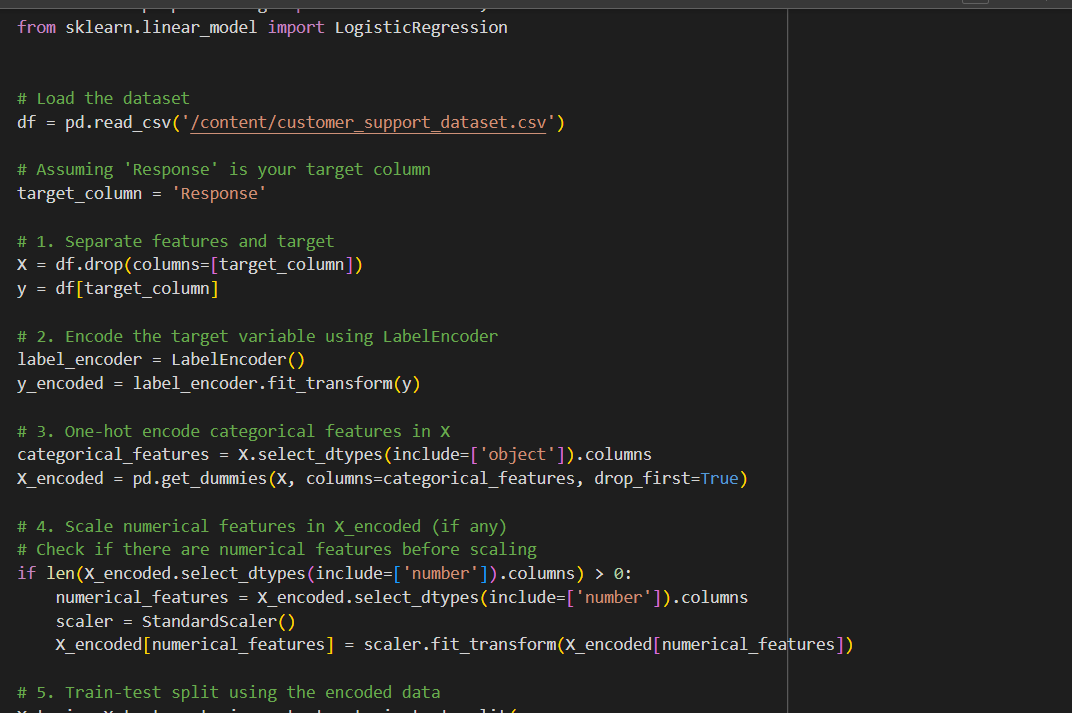 from sklearn.linear_model import LogisticRegression
# Load the dataset
df = pd.read_csv('/content/customer_support_dataset.csv')
# Assuming 'Response' is your target column
target_column = 'Response'
# 1. Separate features and target
X = df.drop(columns=[target_column])
y = df[target_column]
# 2. Encode the target variable using LabelEncoder
label_encoder = LabelEncoder()
y_encoded = label_encoder.fit_transform(y)
# 3. One-hot encode categorical features in X
categorical_features = X.select_dtypes(include=['object']).columns
X_encoded = pd.get_dummies(X, columns=categorical_features, drop_first=True)
# 4. Scale numerical features in X_encoded (if any)
# Check if there are numerical features before scaling
if len(X_encoded.select_dtypes(include=['number']).columns) > 0:
    numerical_features = X_encoded.select_dtypes(include=['number']).columns
    scaler = StandardScaler()
    X_encoded[numerical_features] = scaler.fit_transform(X_encoded[numerical_features])
# 5. Train-test split using the encoded data